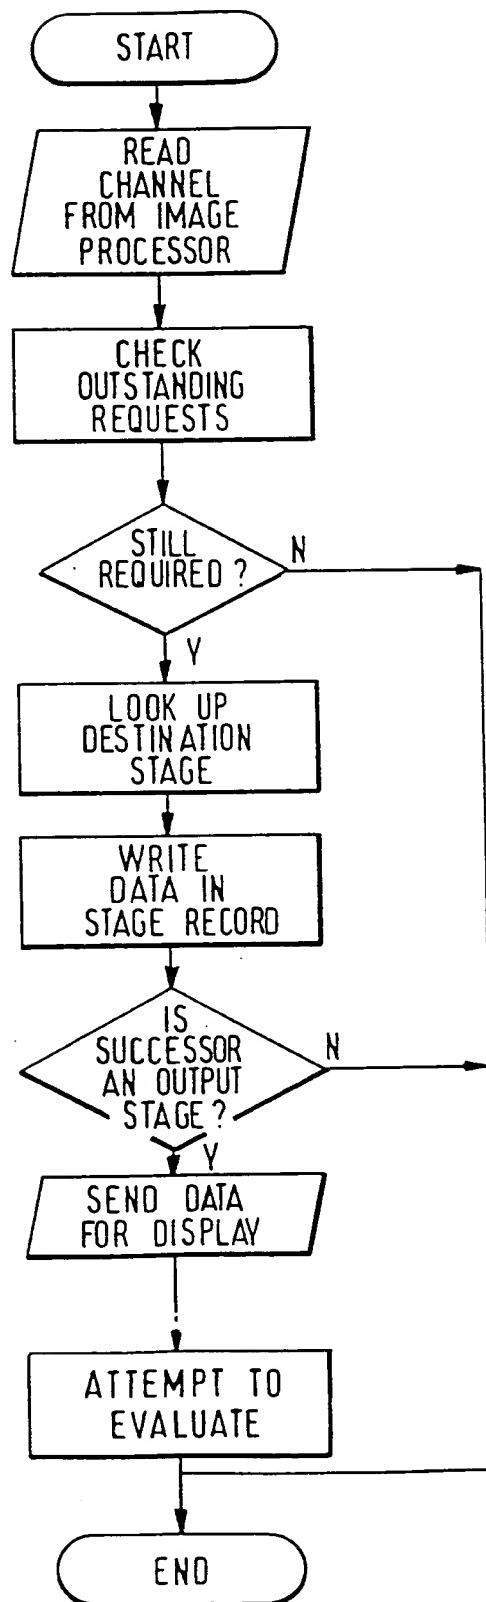 START
READ
CHANNEL
FROM IMAGE
PROCESSOR
CHECK
OUTSTANDING
REQUESTS
STILL
REQUIRED ?
N
Y
LOOK UP
DESTINATION
STAGE
WRITE
DATA IN
STAGE RECORD
IS
SUCCESSOR
AN OUTPUT
STAGE ?
N
Y
SEND DATA
FOR DISPLAY
ATTEMPT TO
EVALUATE
END